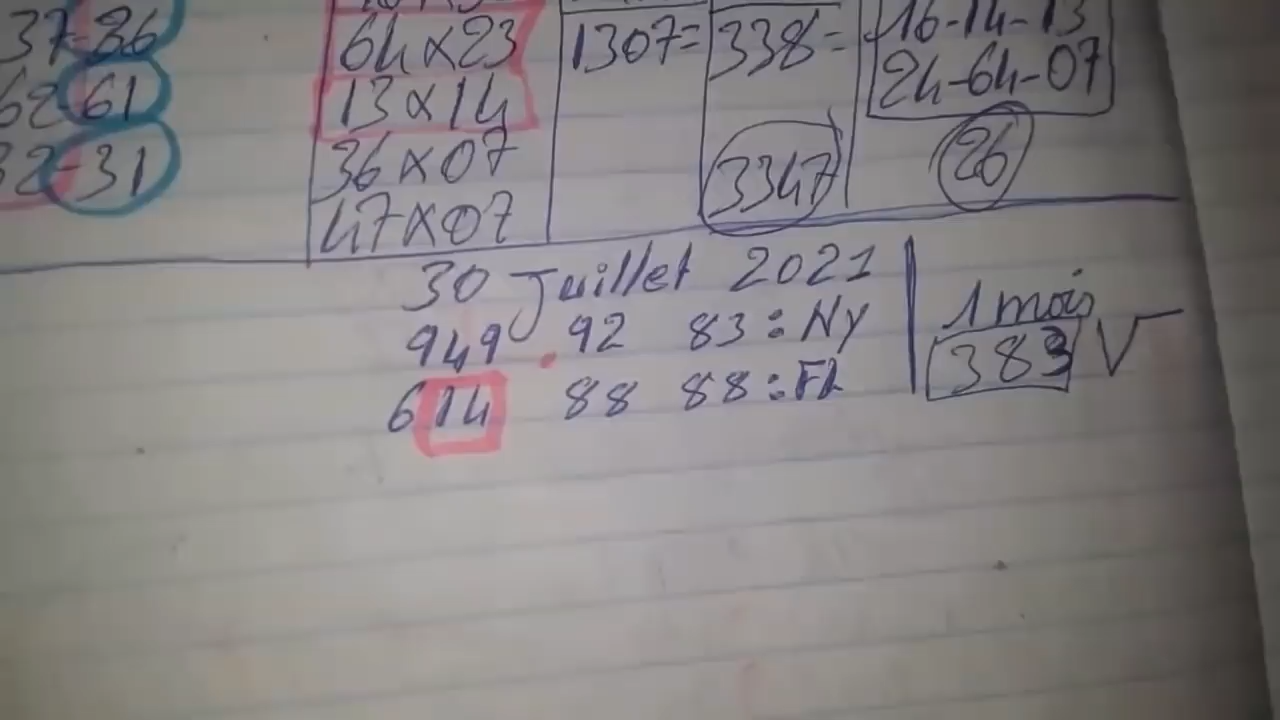 37-36
62-61
32-31
64x23
13x14
36x07
47x07
1307=
338=
3347
16-14-13
24-64-07
26
30 Juillet 2021
949 . 92 83 : Ny
614 88 88 : FL
1 mois
383 V